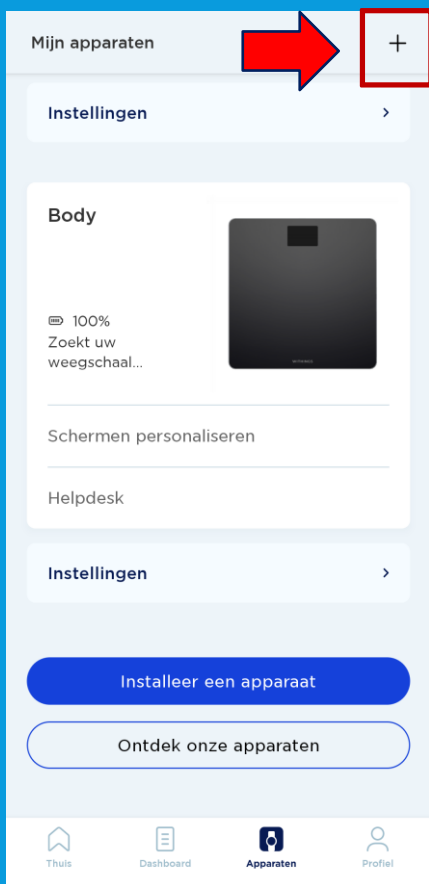 Mijn apparaten
+
Instellingen
Body
100%
Zoekt uw
weegschaal...
Schermen personaliseren
Helpdesk
Instellingen
Installeer een apparaat
Ontdek onze apparaten
Thuis Dashboard Apparaten Profiel